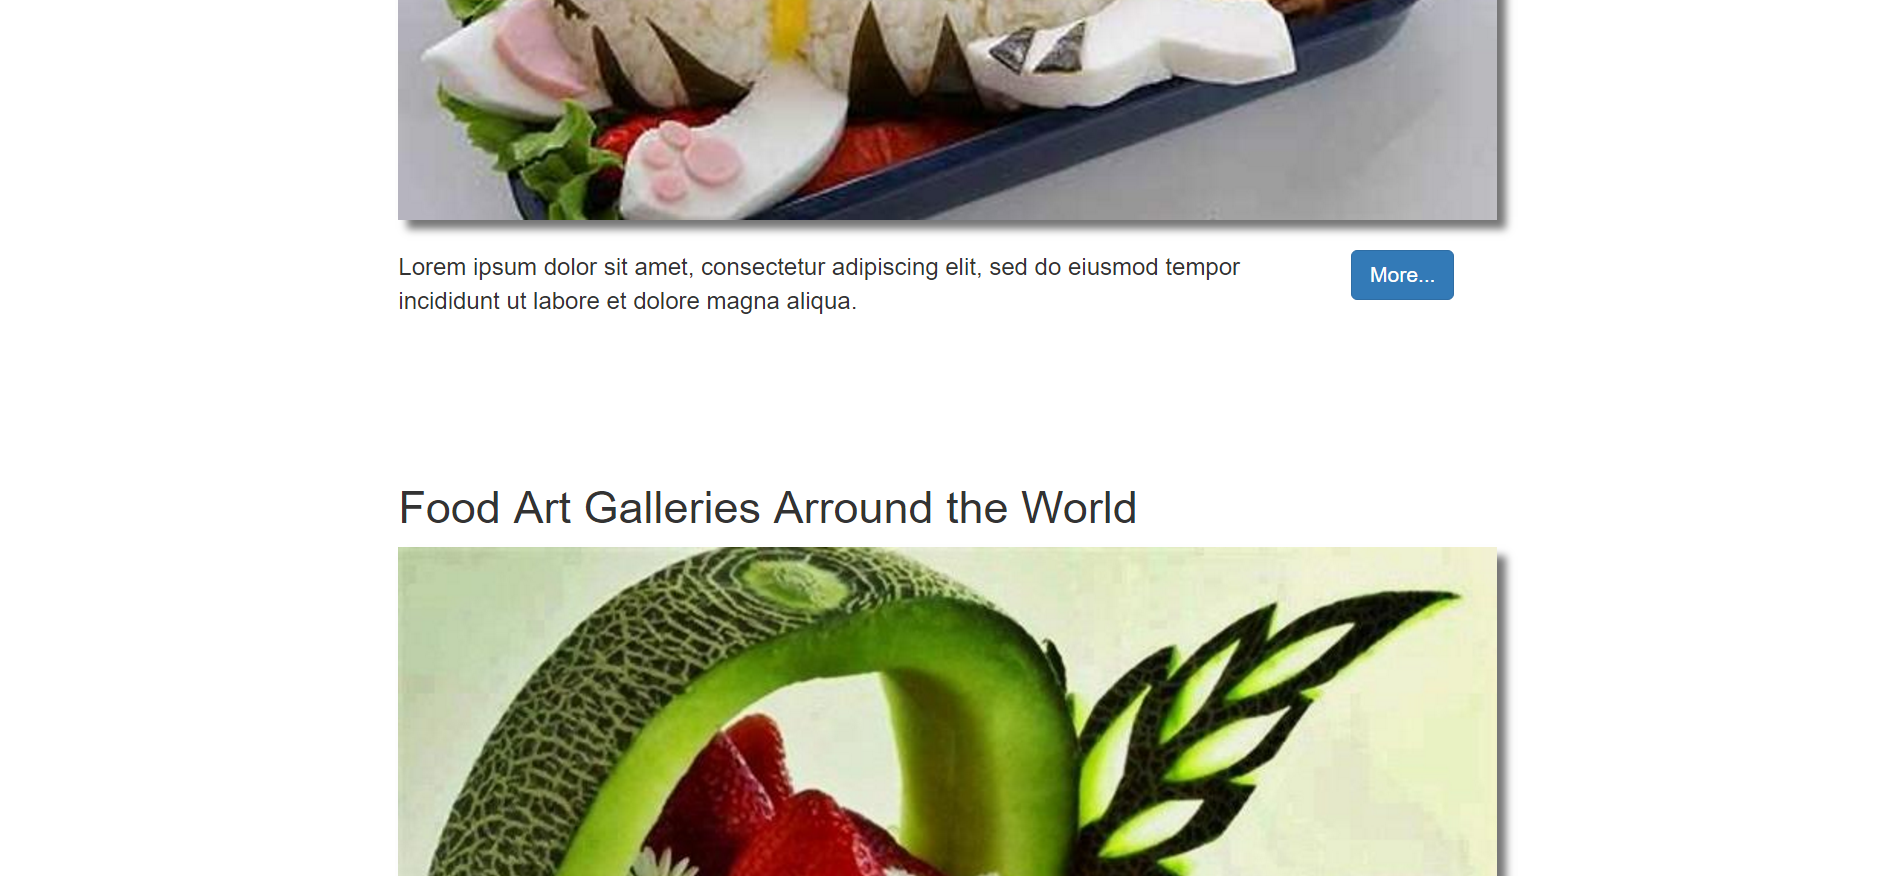 Lorem ipsum dolor sit amet, consectetur adipiscing elit, sed do eiusmod tempor
incididunt ut labore et dolore magna aliqua.
More...
Food Art Galleries Arround the World